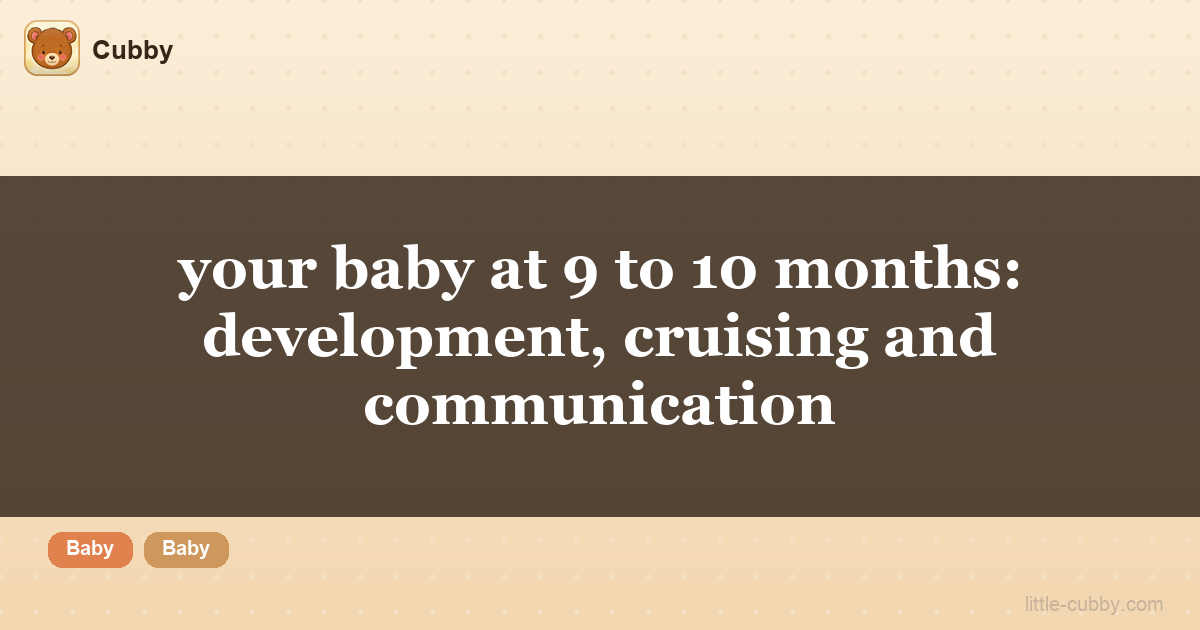 Cubby
your baby at 9 to 10 months:
development, cruising and
communication
Baby
Baby
little-cubby.com